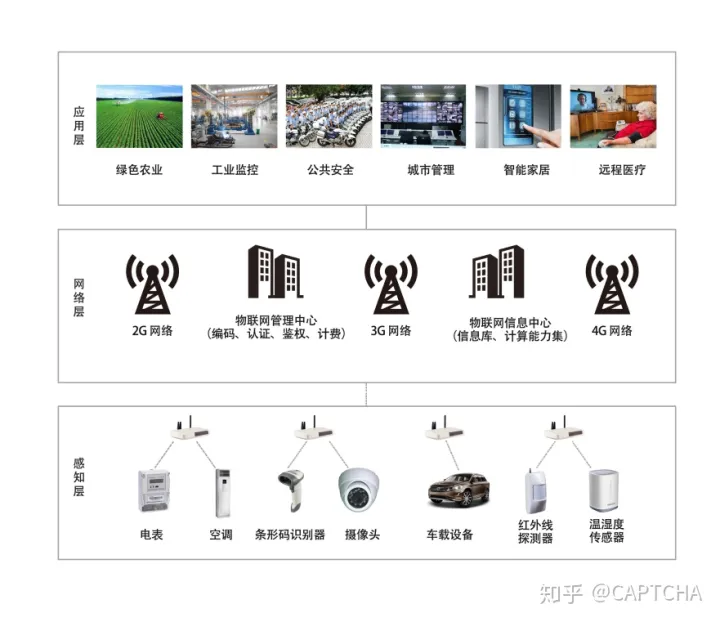 应用层
绿色农业
工业监控
公共安全
城市管理
智能家居
远程医疗
网络层
2G 网络
物联网管理中心
(编码、认证、鉴权、计费)
3G 网络
物联网信息中心
(信息库、计算能力集)
4G 网络
感知层
电表
空调
条形码识别器
摄像头
车载设备
红外线
探测器
温湿度
传感器
知乎 @CAPTCHA